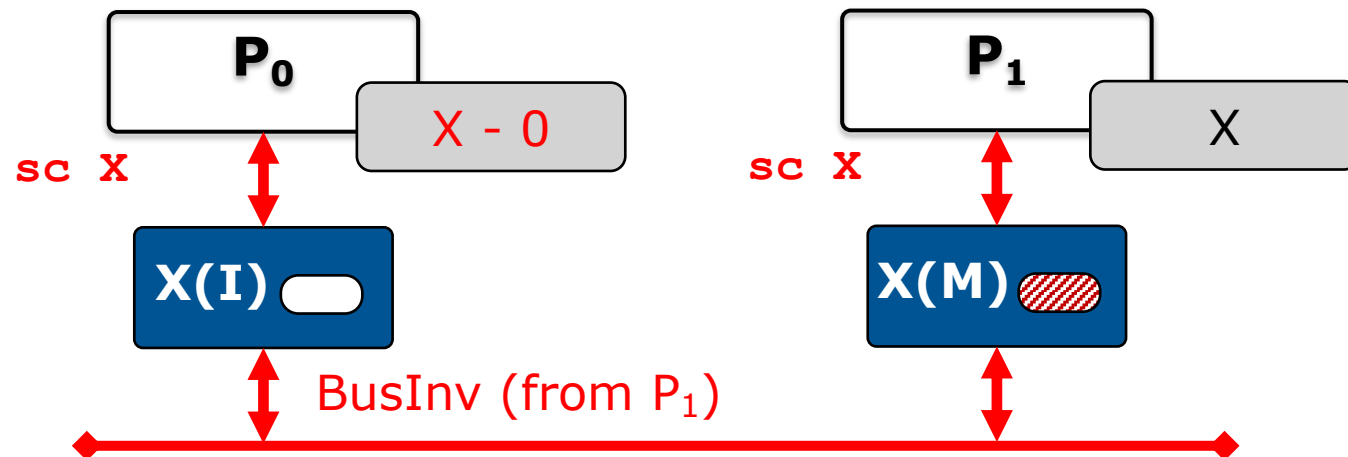 P₀
X - 0
sc X
X(I)
P₁
X
sc X
X(M)
BusInv (from P₁)